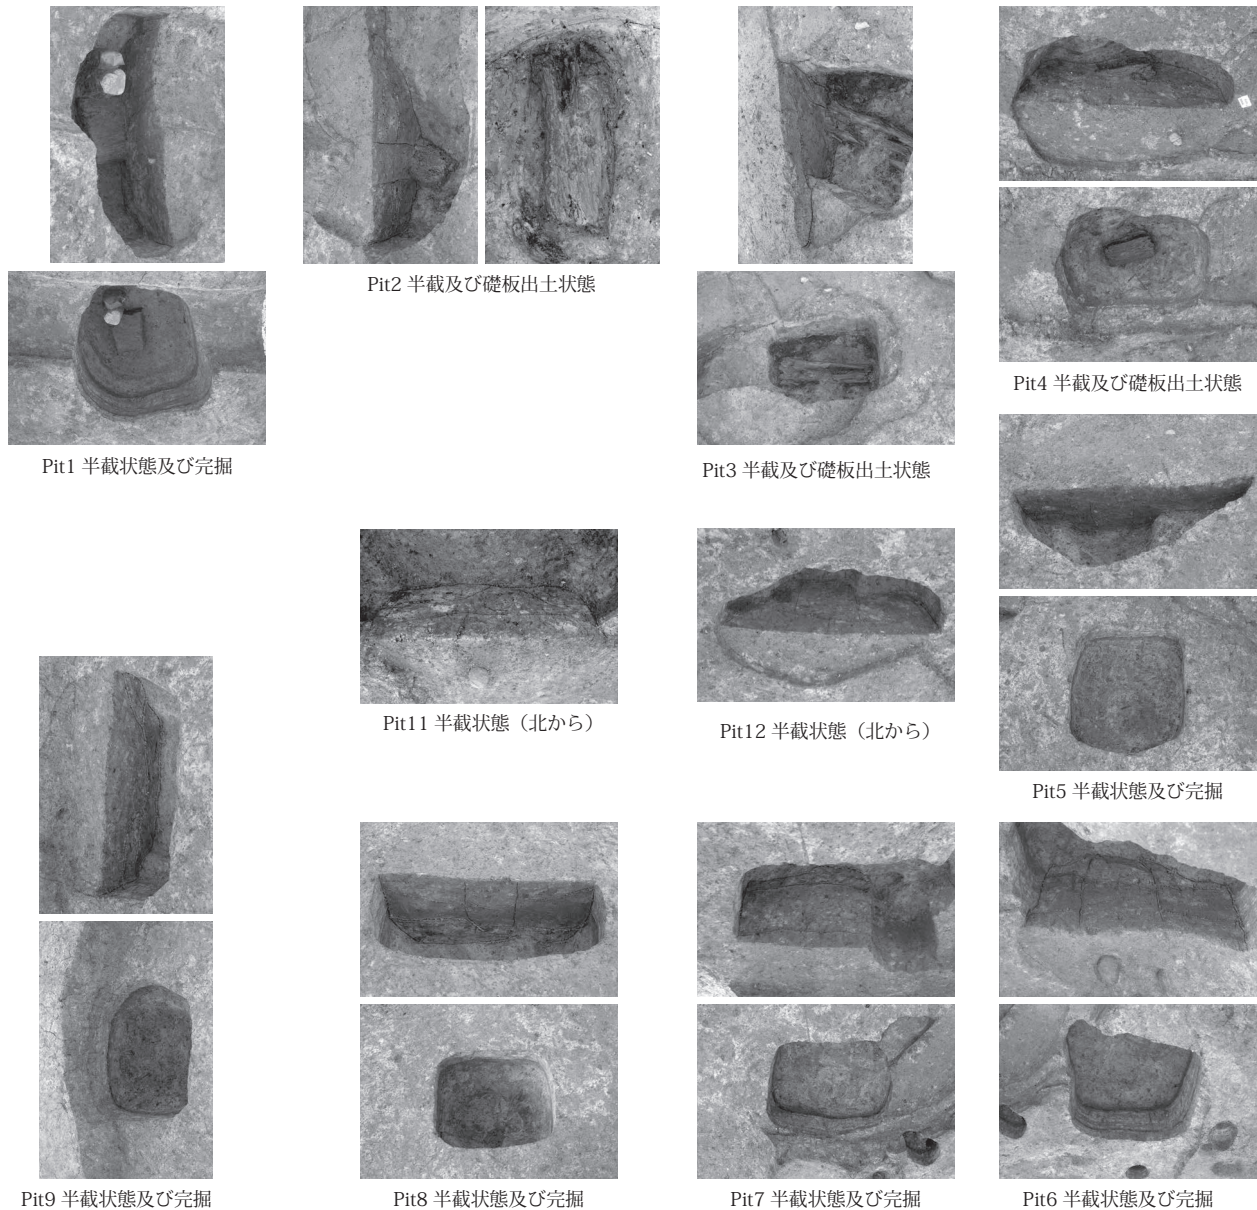 Pit2 半截及び礎板出土状態
Pit4 半截及び礎板出土状態
Pit1 半截状態及び完掘
Pit3 半截及び礎板出土状態
Pit11 半截状態（北から）
Pit12 半截状態（北から）
Pit5 半截状態及び完掘
Pit9 半截状態及び完掘
Pit8 半截状態及び完掘
Pit7 半截状態及び完掘
Pit6 半截状態及び完掘